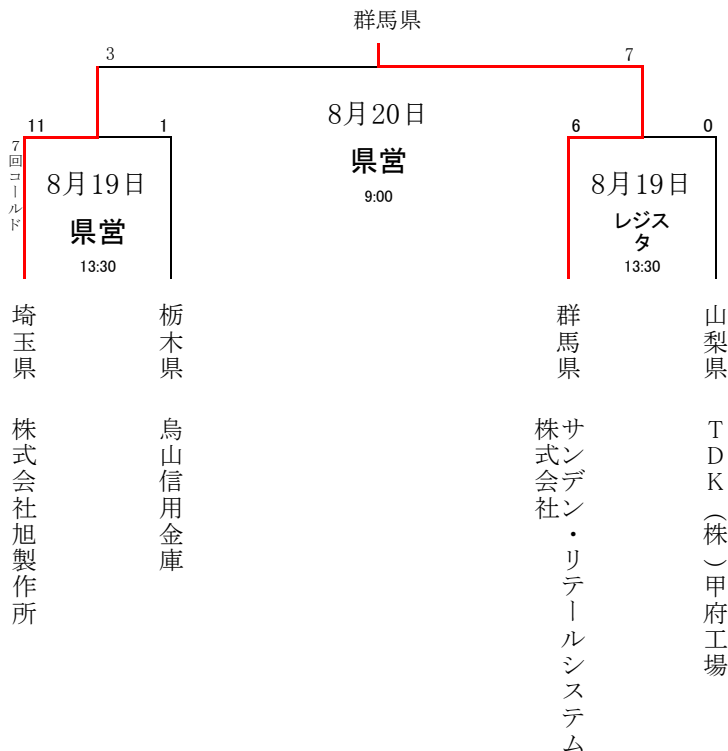 群馬県
3
7
8月20日
県営
9:00
11
1
7回コールド
8月19日
県営
13:30
6
0
8月19日
レジス
タ
13:30
埼玉県 株式会社旭製作所
栃木県 烏山信用金庫
群馬県 サンデン・リテールシステム
株式会社
山梨県 TDK(株)甲府工場